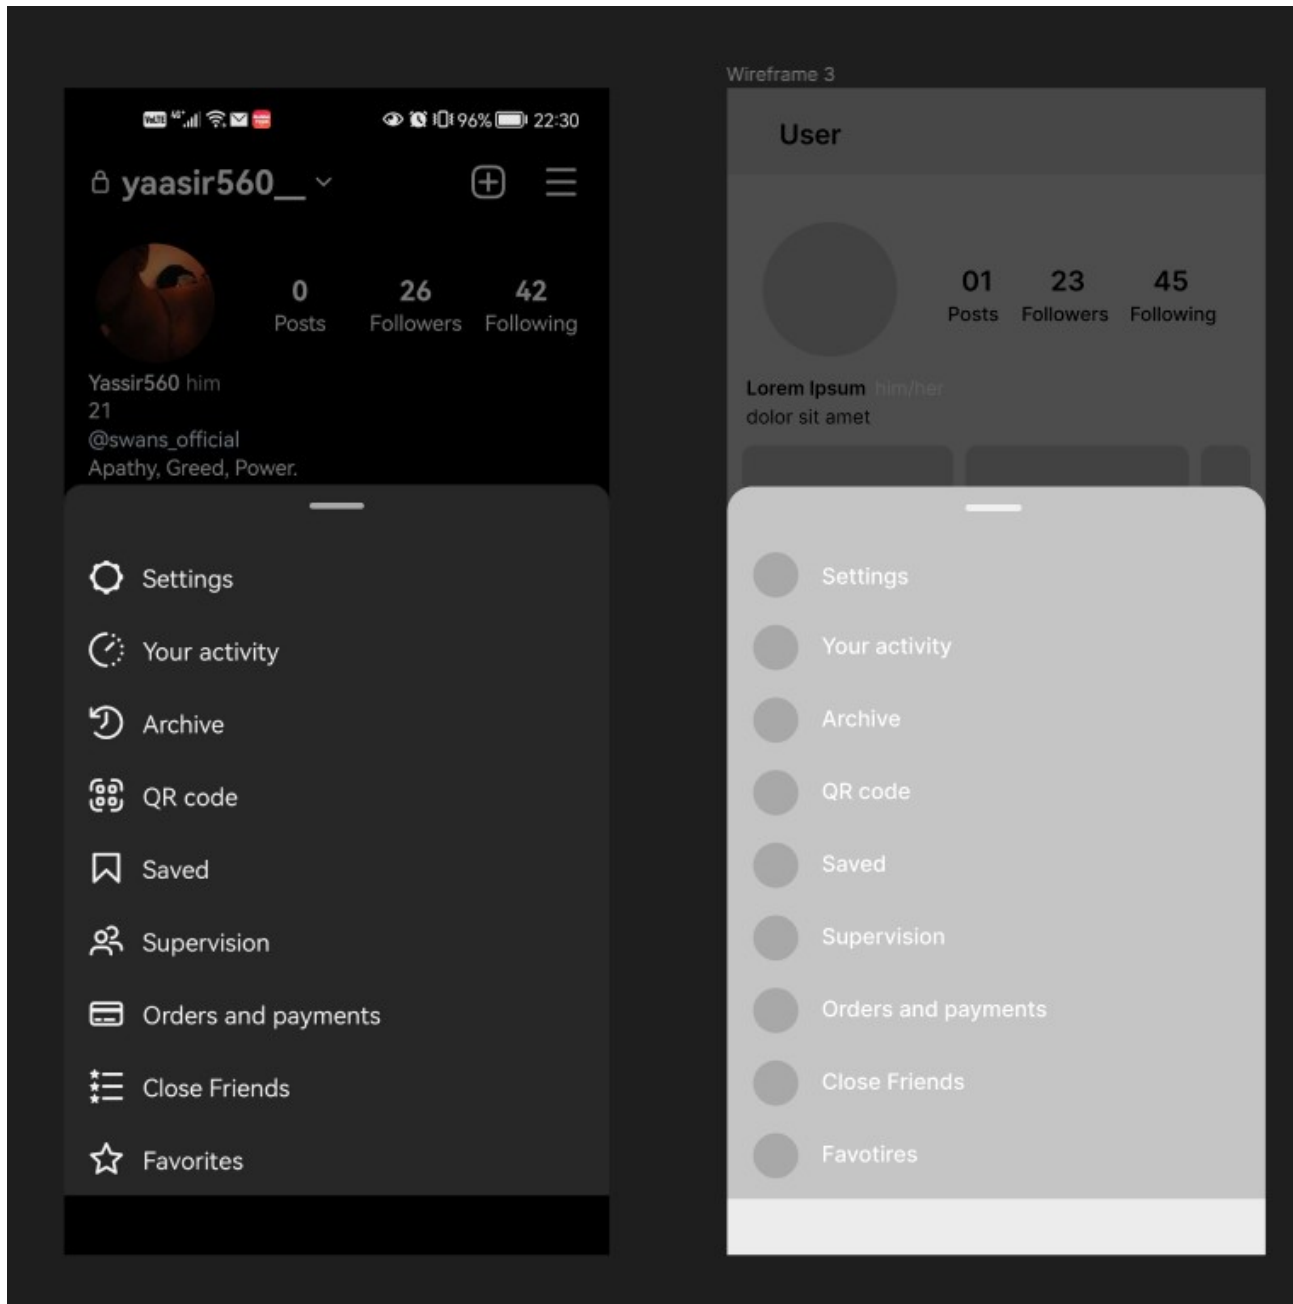 Wireframe 3
VoLTE 4G+ 96% 22:30
yaasir560__
0 26 42
Posts Followers Following
Yassir560 him
21
@swans_official
Apathy, Greed, Power.
Settings
Your activity
Archive
QR code
Saved
Supervision
Orders and payments
Close Friends
Favorites
User
01 23 45
Posts Followers Following
Lorem Ipsum him/her
dolor sit amet
Settings
Your activity
Archive
QR code
Saved
Supervision
Orders and payments
Close Friends
Favotires